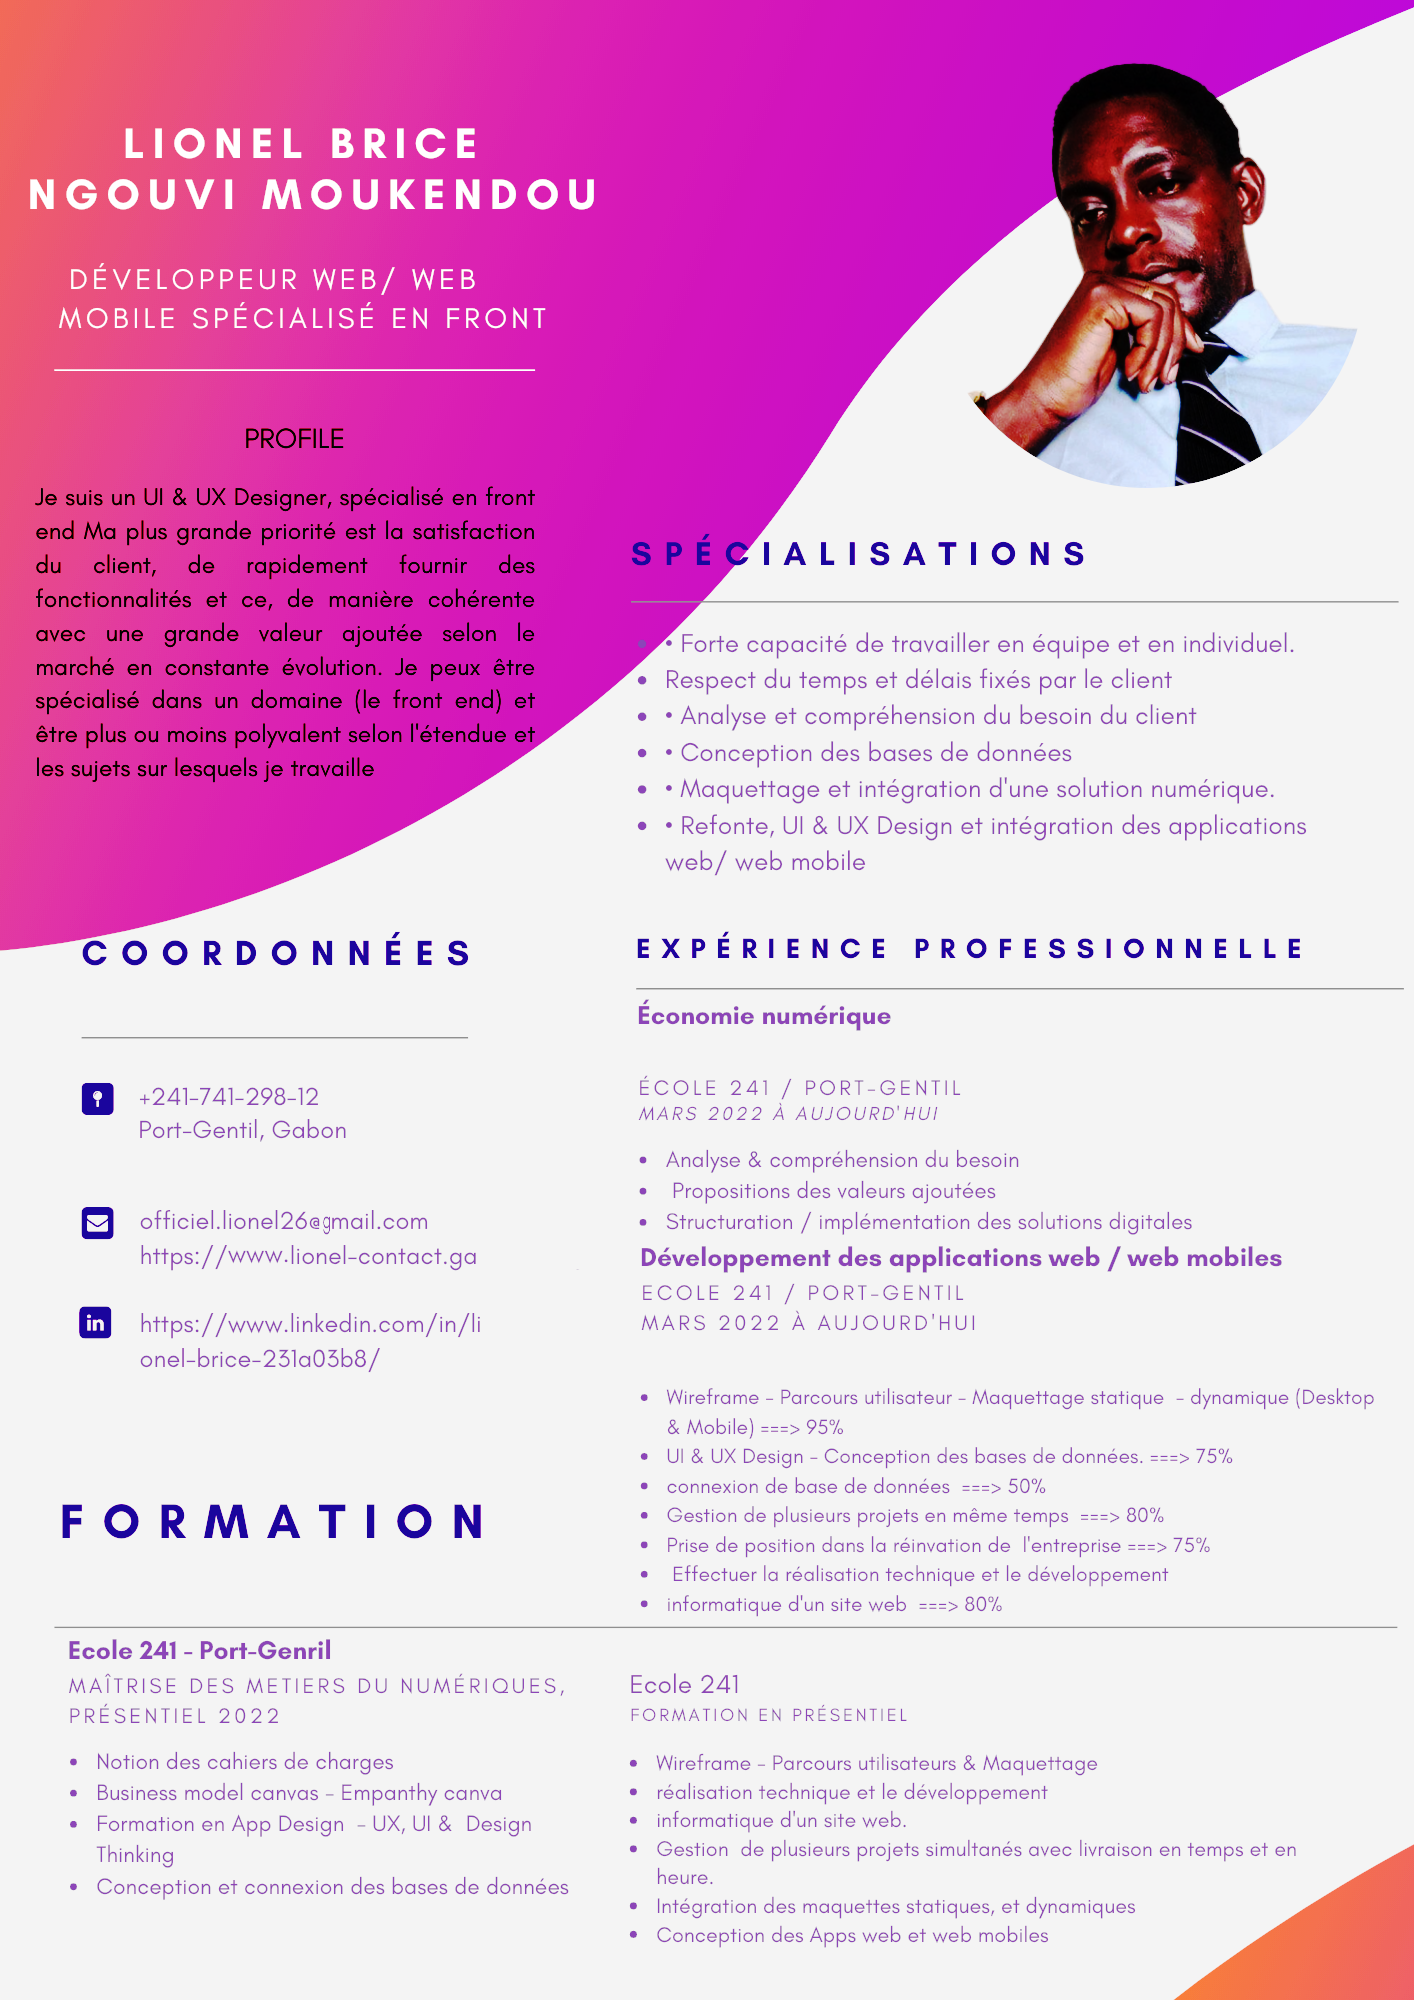 LIONEL BRICE
NGOUVI MOUKENDOU
DÉVELOPPEUR WEB/ WEB
MOBILE SPÉCIALISÉ EN FRONT
PROFILE
Je suis un UI & UX Designer, spécialisé en front
end Ma plus grande priorité est la satisfaction
du client, de rapidement fournir des
fonctionnalités et ce, de manière cohérente
avec une grande valeur ajoutée selon le
marché en constante évolution. Je peux être
spécialisé dans un domaine (le front end) et
être plus ou moins polyvalent selon l'étendue et
les sujets sur lesquels je travaille
SPÉCIALISATIONS
• • Forte capacité de travailler en équipe et en individuel.
• Respect du temps et délais fixés par le client
• • Analyse et compréhension du besoin du client
• • Conception des bases de données
• • Maquettage et intégration d'une solution numérique.
• • Refonte, UI & UX Design et intégration des applications
web/ web mobile
COORDONNÉES
+241-741-298-12
Port-Gentil, Gabon
officiel.lionel26@gmail.com
https://www.lionel-contact.ga
https://www.linkedin.com/in/li
onel-brice-231a03b8/
EXPÉRIENCE PROFESSIONNELLE
Économie numérique
ÉCOLE 241 / PORT-GENTIL
MARS 2022 À AUJOURD'HUI
• Analyse & compréhension du besoin
• Propositions des valeurs ajoutées
• Structuration / implémentation des solutions digitales
Développement des applications web / web mobiles
ECOLE 241 / PORT-GENTIL
MARS 2022 À AUJOURD'HUI
• Wireframe - Parcours utilisateur - Maquettage statique - dynamique (Desktop
& Mobile) ===> 95%
• UI & UX Design - Conception des bases de données. ===> 75%
• connexion de base de données ===> 50%
• Gestion de plusieurs projets en même temps ===> 80%
• Prise de position dans la réinvation de l'entreprise ===> 75%
• Effectuer la réalisation technique et le développement
• informatique d'un site web ===> 80%
FORMATION
Ecole 241 - Port-Genril
MAÎTRISE DES METIERS DU NUMÉRIQUES,
PRÉSENTIEL 2022
• Notion des cahiers de charges
• Business model canvas - Empanthy canva
• Formation en App Design - UX, UI & Design
Thinking
• Conception et connexion des bases de données
Ecole 241
FORMATION EN PRÉSENTIEL
• Wireframe - Parcours utilisateurs & Maquettage
• réalisation technique et le développement
• informatique d'un site web.
• Gestion de plusieurs projets simultanés avec livraison en temps et en
heure.
• Intégration des maquettes statiques, et dynamiques
• Conception des Apps web et web mobiles